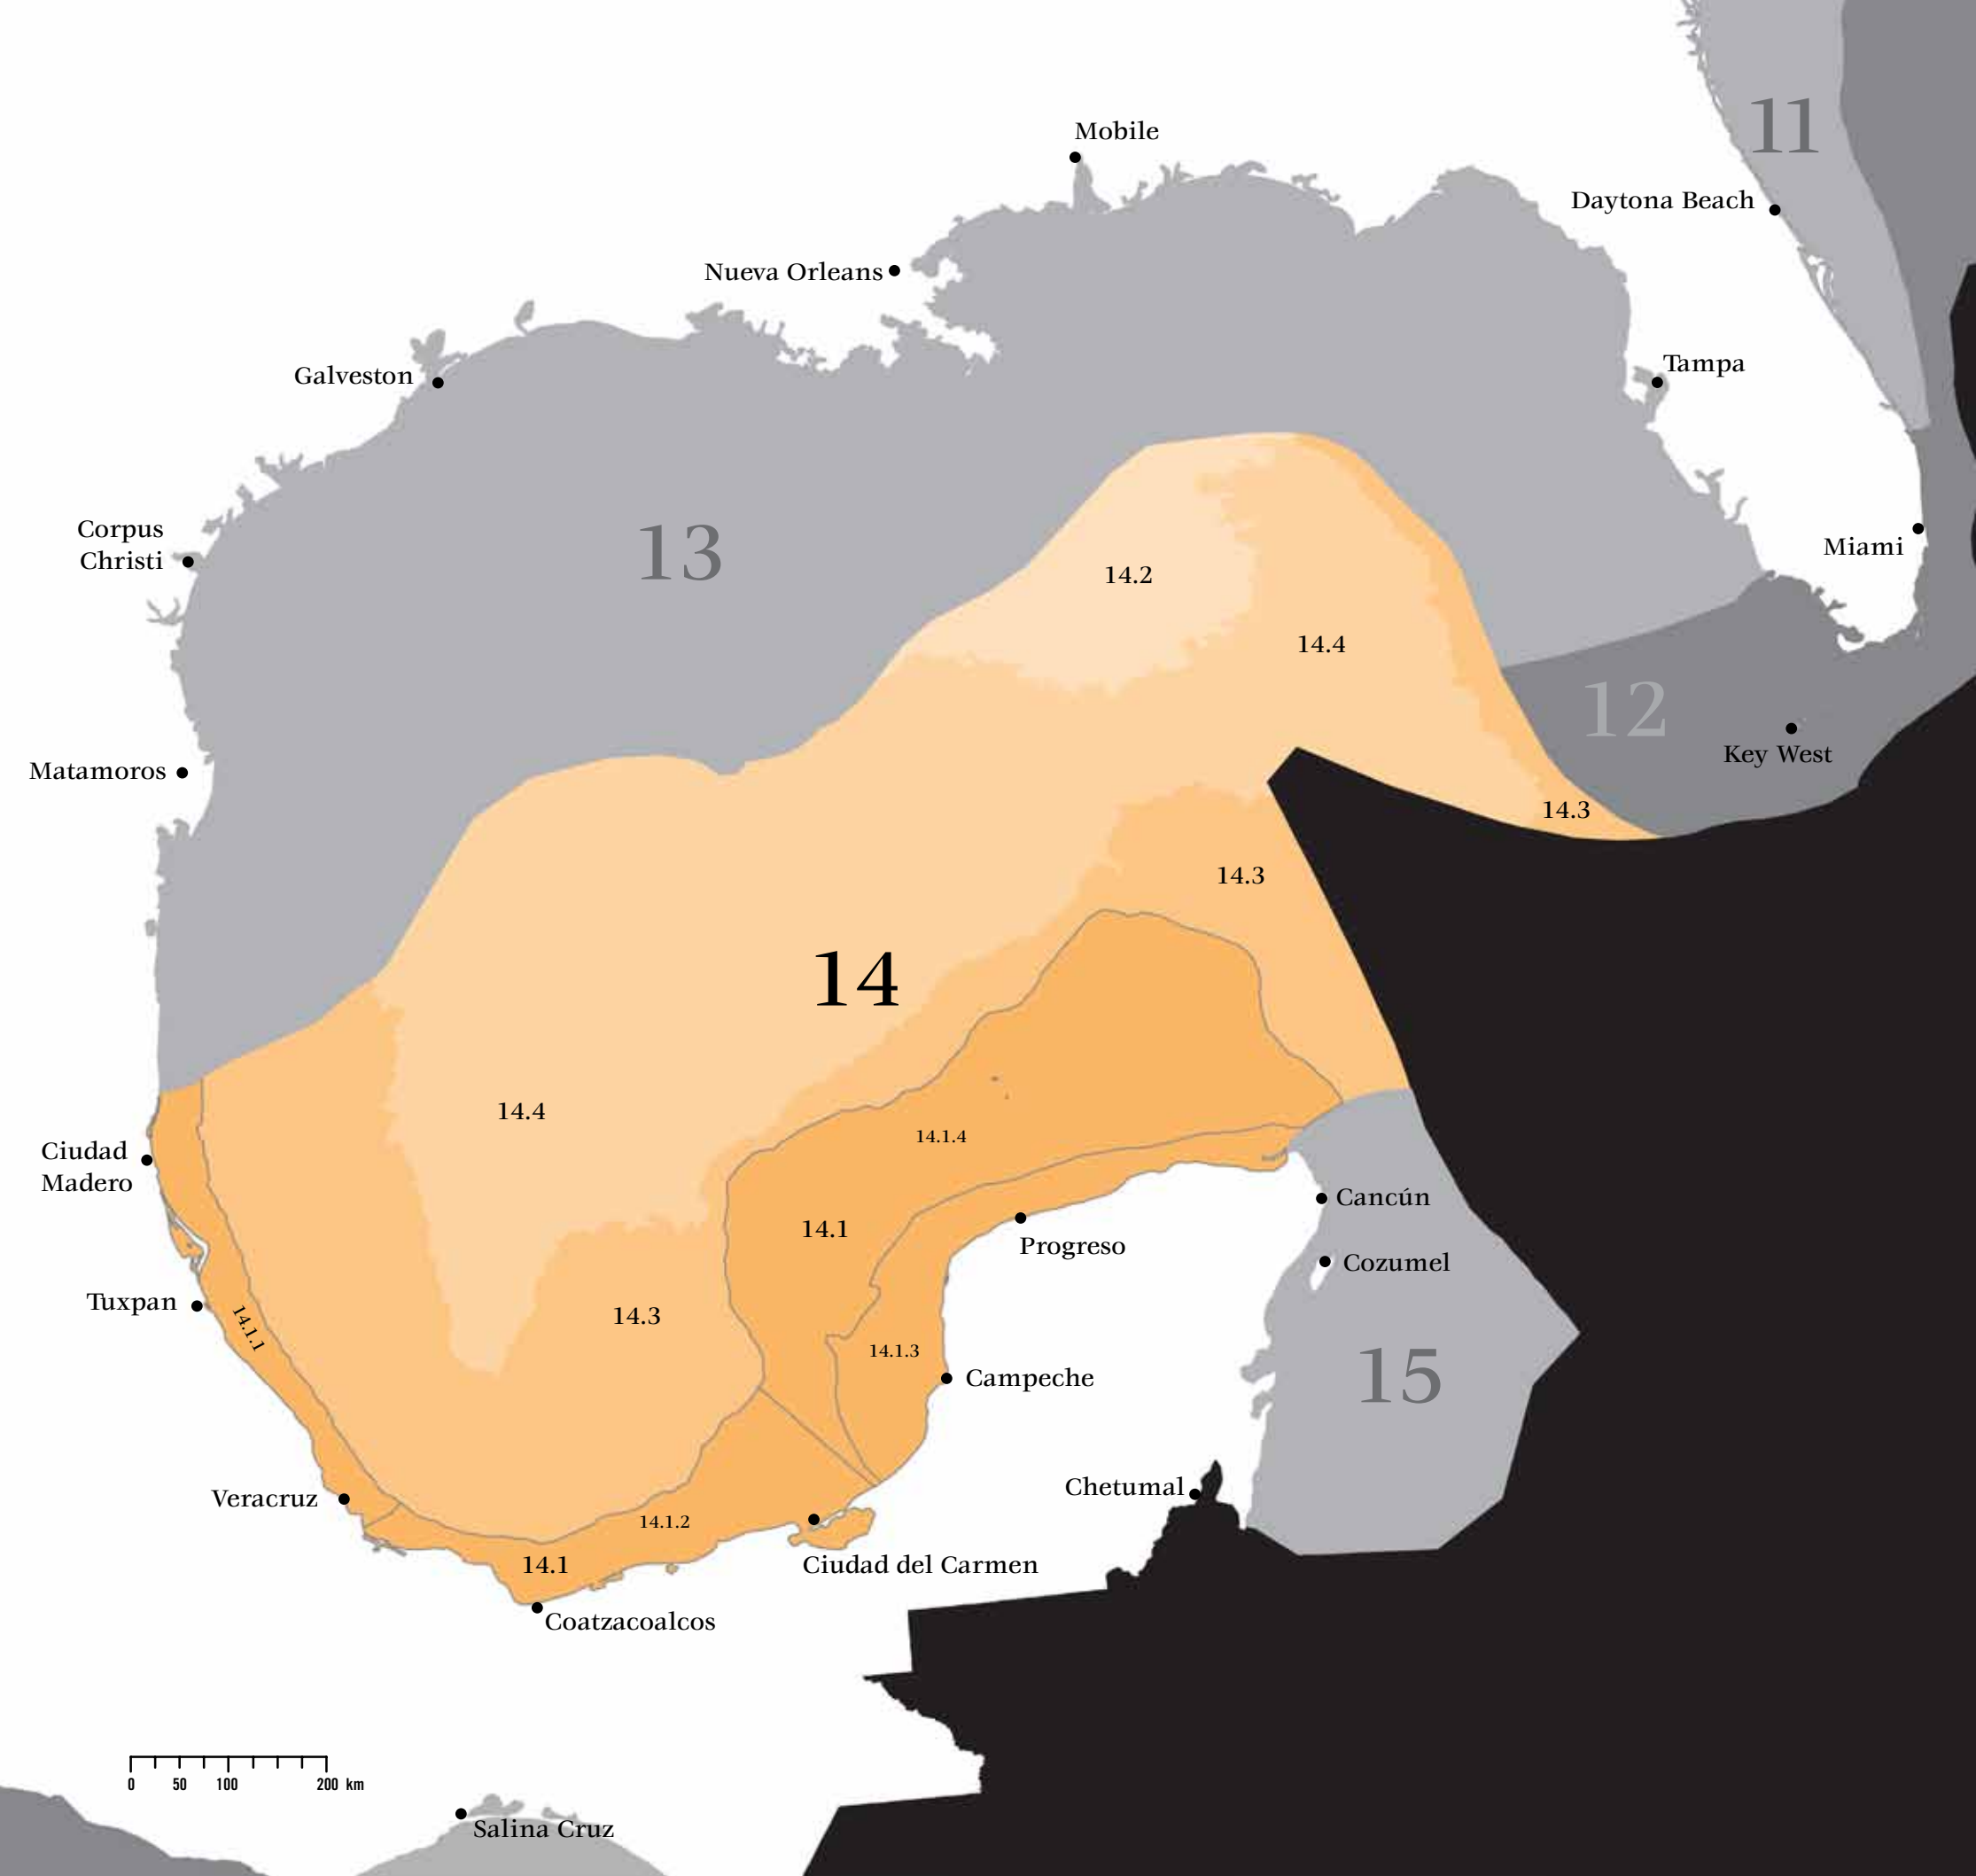 11
Mobile
Daytona Beach
Nueva Orleans
Tampa
Galveston
Corpus
Christi
13
Miami
14.2
14.4
12
Key West
Matamoros
14.3
14.3
14
14.4
14.1.4
Ciudad
Madero
Cancún
14.1
Progreso
Cozumel
Tuxpan
14.1.1
14.3
14.1.3
Campeche
15
Veracruz
Chetumal
14.1.2
14.1
Ciudad del Carmen
Coatzacoalcos
0 50 100 200 km
Salina Cruz